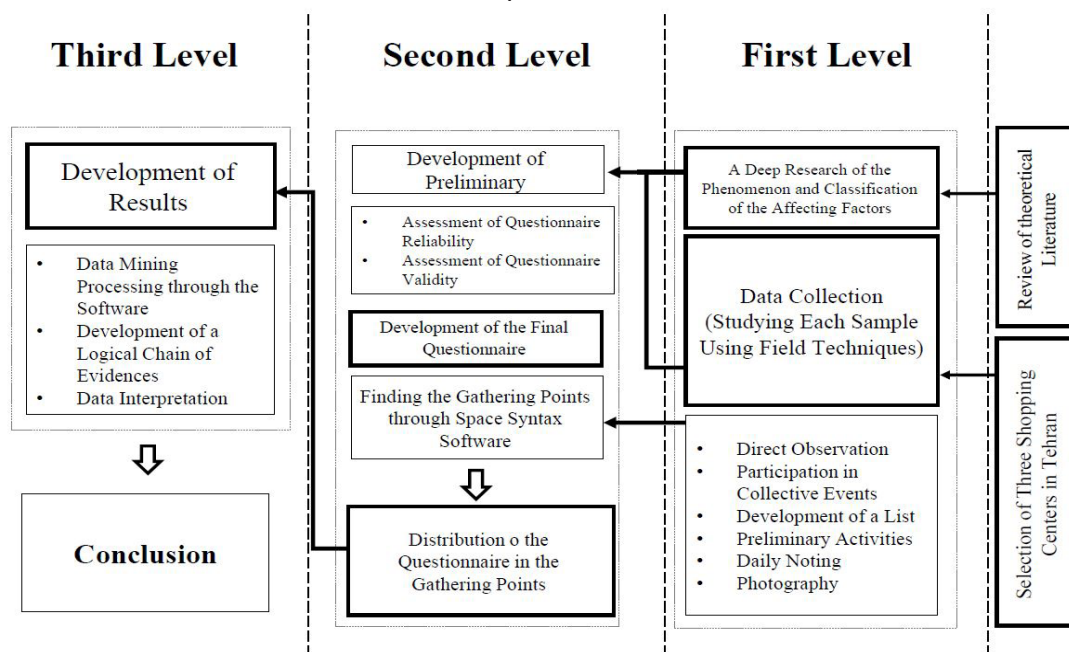 Third Level
Second Level
First Level
Development of
Results
• Data Mining
Processing through the
Software
• Development of a
Logical Chain of
Evidences
• Data Interpretation
Conclusion
Development of
Preliminary
• Assessment of Questionnaire
Reliability
• Assessment of Questionnaire
Validity
Development of the Final
Questionnaire
Finding the Gathering Points
through Space Syntax
Software
Distribution o the
Questionnaire in the
Gathering Points
A Deep Research of the
Phenomenon and Classification
of the Affecting Factors
Data Collection
(Studying Each Sample
Using Field Techniques)
• Direct Observation
• Participation in
Collective Events
• Development of a List
• Preliminary Activities
• Daily Noting
• Photography
Review of theoretical
Literature
Selection of Three Shopping
Centers in Tehran